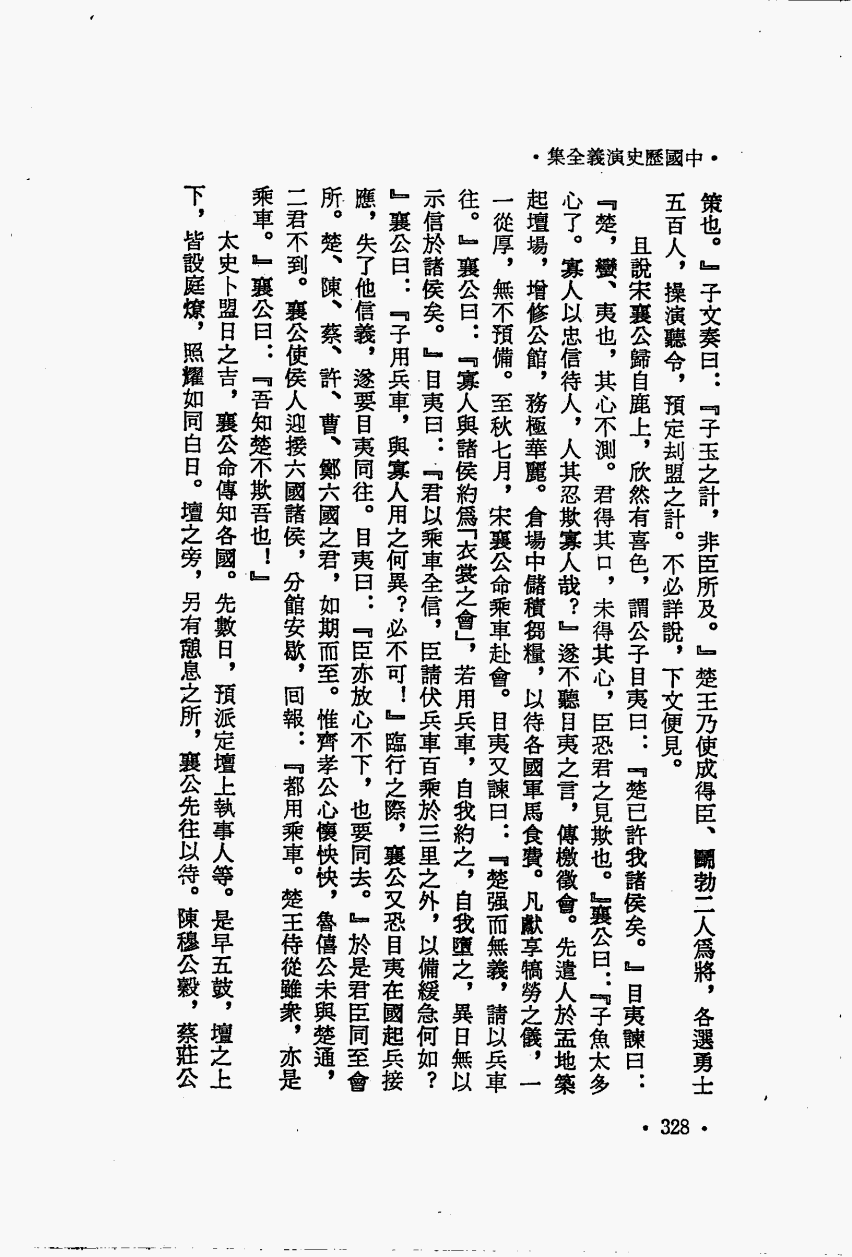 ・中國歷史演義全集・
策也。』子文奏曰：『子玉之計，非臣所及。』楚王乃使成得臣、鬭勃二人爲將，各選勇士
五百人，操演聽令，預定刦盟之計。不必詳說，下文便見。
且說宋襄公歸自鹿上，欣然有喜色，謂公子目夷曰：『楚已許我諸侯矣。』目夷諫曰：
『楚，蠻、夷也，其心不測。君得其口，未得其心，臣恐君之見欺也。』襄公曰：『子魚太多
心了。寡人以忠信待人，人其忍欺寡人哉？』遂不聽目夷之言，傳檄徵會。先遣人於盂地築
起壇場，增修公館，務極華麗。倉場中儲積芻糧，以待各國軍馬食費。凡獻享犒勞之儀，一
一從厚，無不預備。至秋七月，宋襄公命乘車赴會。目夷又諫曰：『楚强而無義，請以兵車
往。』襄公曰：『寡人與諸侯約爲「衣裳之會」，若用兵車，自我約之，自我墮之，異日無以
示信於諸侯矣。』目夷曰：『君以乘車全信，臣請伏兵車百乘於三里之外，以備緩急何如？
』襄公曰：『子用兵車，與寡人用之何異？必不可！』臨行之際，襄公又恐目夷在國起兵接
應，失了他信義，遂要目夷同往。目夷曰：『臣亦放心不下，也要同去。』於是君臣同至會
所。楚、陳、蔡、許、曹、鄭六國之君，如期而至。惟齊孝公心懷怏怏，魯僖公未與楚通，
二君不到。襄公使侯人迎接六國諸侯，分館安歇，回報：『都用乘車。楚王侍從雖衆，亦是
乘車。』襄公曰：『吾知楚不欺吾也！』
太史卜盟日之吉，襄公命傳知各國。先數日，預派定壇上執事人等。是早五鼓，壇之上
下，皆設庭燎，照耀如同白日。壇之旁，另有憩息之所，襄公先往以待。陳穆公穀，蔡莊公
・328・